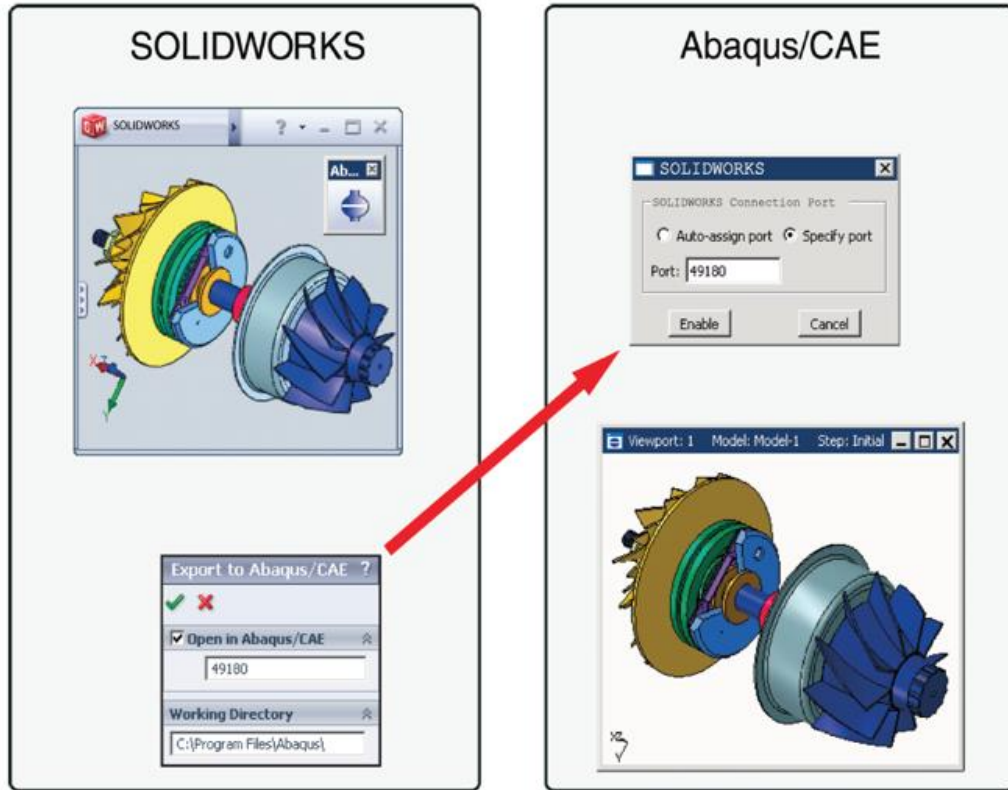 SOLIDWORKS
SOLIDWORKS
?
Ab...
X Z
Y
Export to Abaqus/CAE ?
Open in Abaqus/CAE
49180
Working Directory
C:\Program Files\Abaqus\
Abaqus/CAE
SOLIDWORKS
SOLIDWORKS Connection Port
Auto-assign port Specify port
Port: 49180
Enable Cancel
Viewport: 1 Model: Model-1 Step: Initial
XZ
Y